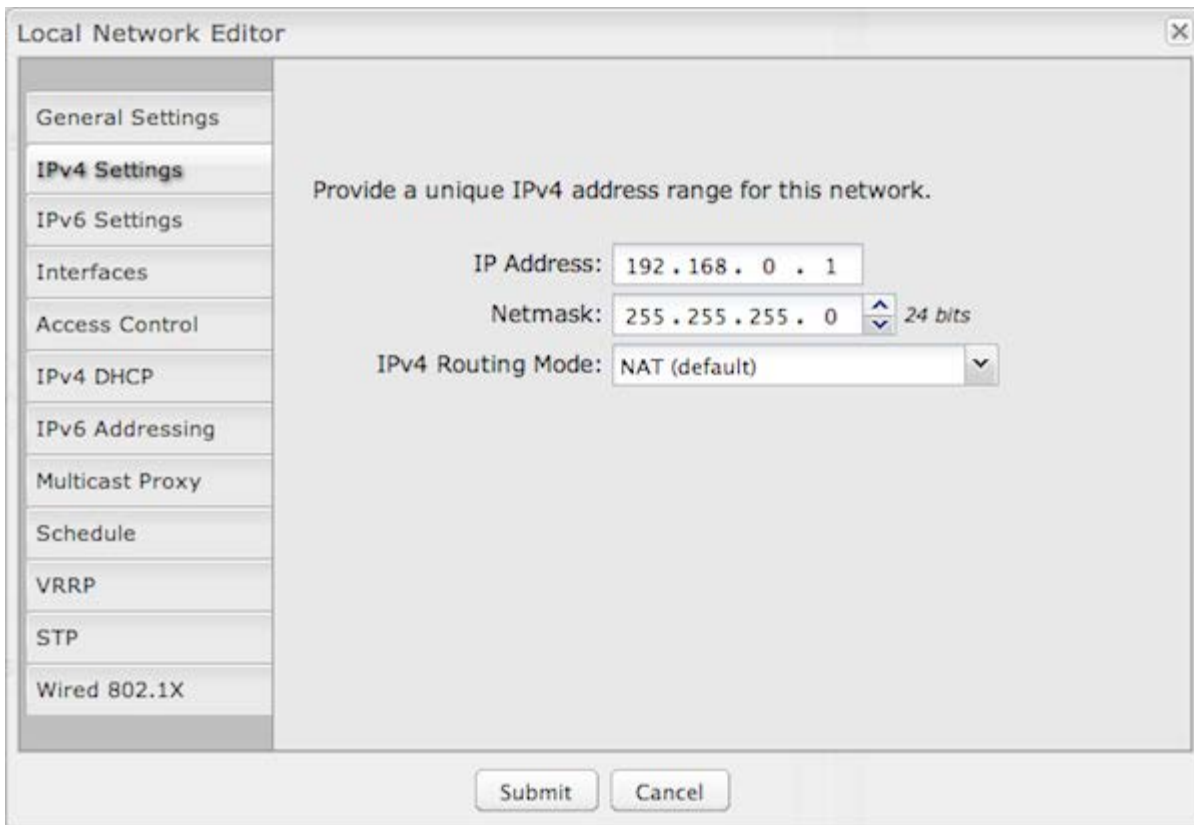 Local Network Editor
General Settings
IPv4 Settings
IPv6 Settings
Interfaces
Access Control
IPv4 DHCP
IPv6 Addressing
Multicast Proxy
Schedule
VRRP
STP
Wired 802.1X
Provide a unique IPv4 address range for this network.
IP Address: 192.168. 0 . 1
Netmask: 255.255.255. 0 24 bits
IPv4 Routing Mode: NAT (default)
Submit Cancel